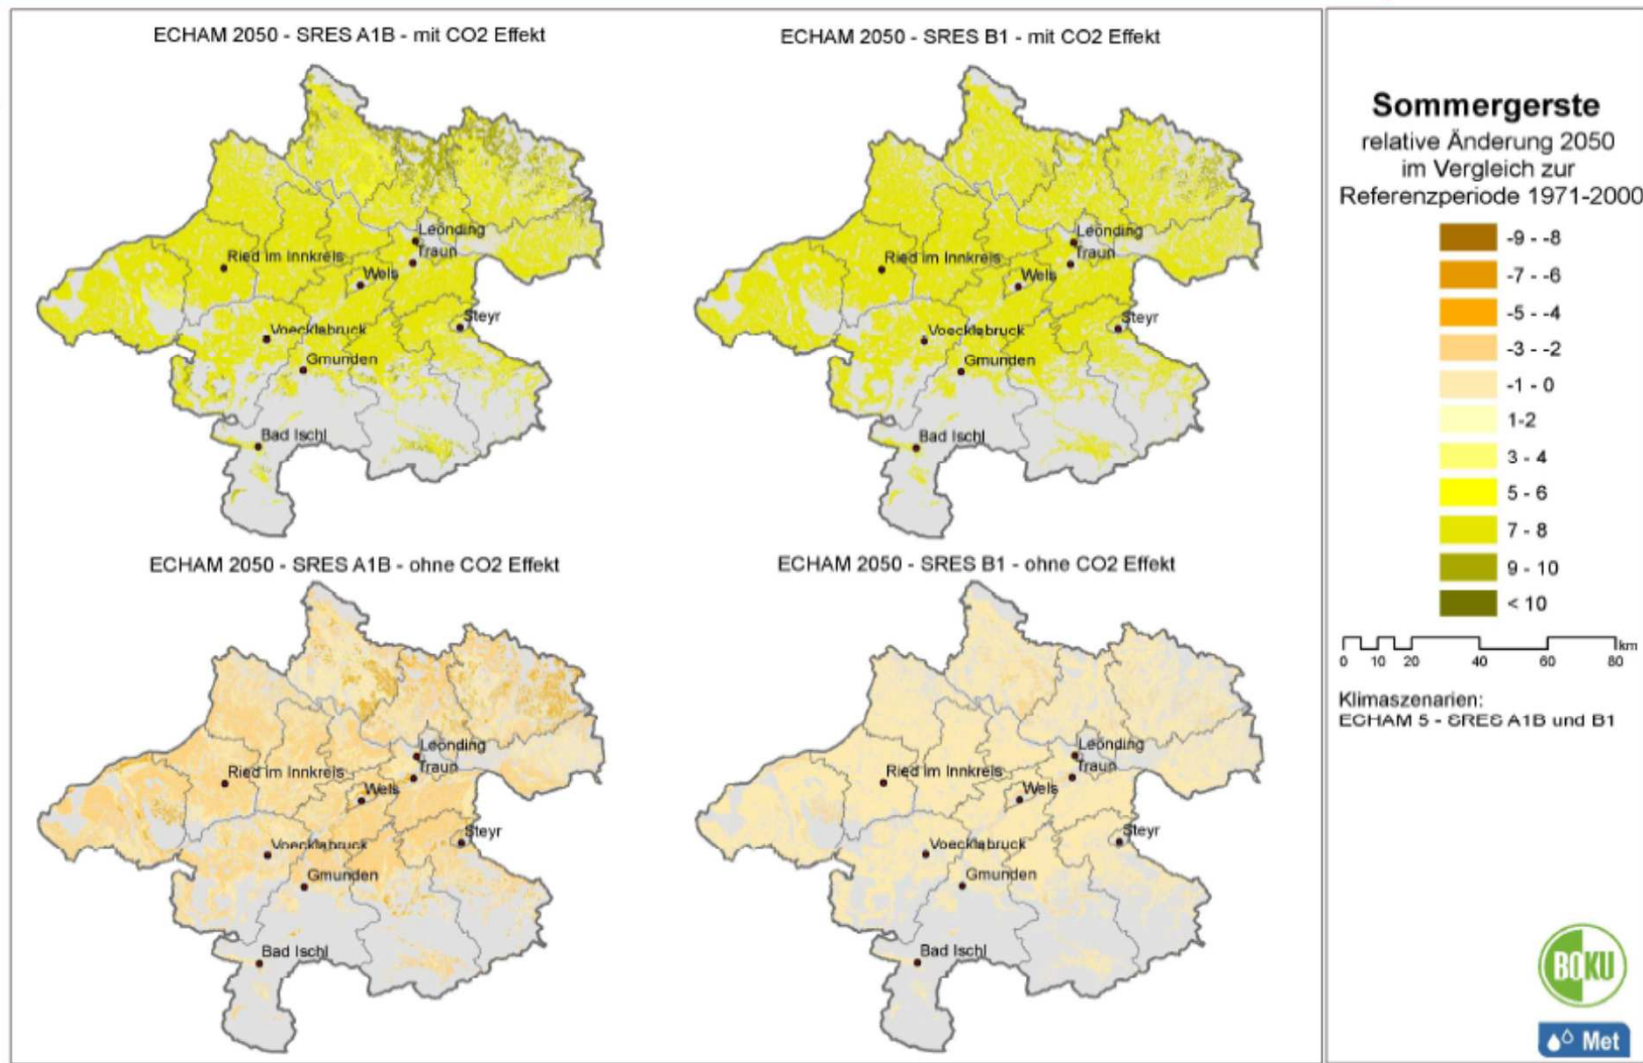 ECHAM 2050 - SRES A1B - mit CO2 Effekt
Ried im Innkreis
Leonding
Traun
Wels
Voecklabruck
Steyr
Gmunden
Bad Ischl
ECHAM 2050 - SRES B1 - mit CO2 Effekt
Ried im Innkreis
Leonding
Traun
Wels
Voecklabruck
Steyr
Gmunden
Bad Ischl
ECHAM 2050 - SRES A1B - ohne CO2 Effekt
Ried im Innkreis
Leonding
Traun
Wels
Voecklabruck
Steyr
Gmunden
Bad Ischl
ECHAM 2050 - SRES B1 - ohne CO2 Effekt
Ried im Innkreis
Leonding
Traun
Wels
Voecklabruck
Steyr
Gmunden
Bad Ischl
Sommergerste
relative Änderung 2050
im Vergleich zur
Referenzperiode 1971-2000
-9 - -8
-7 - -6
-5 - -4
-3 - -2
-1 - 0
1-2
3 - 4
5 - 6
7 - 8
9 - 10
< 10
km
0 10 20 40 60 80
Klimaszenarien:
ECHAM 5 - SRES A1B und B1
BOKU
Met